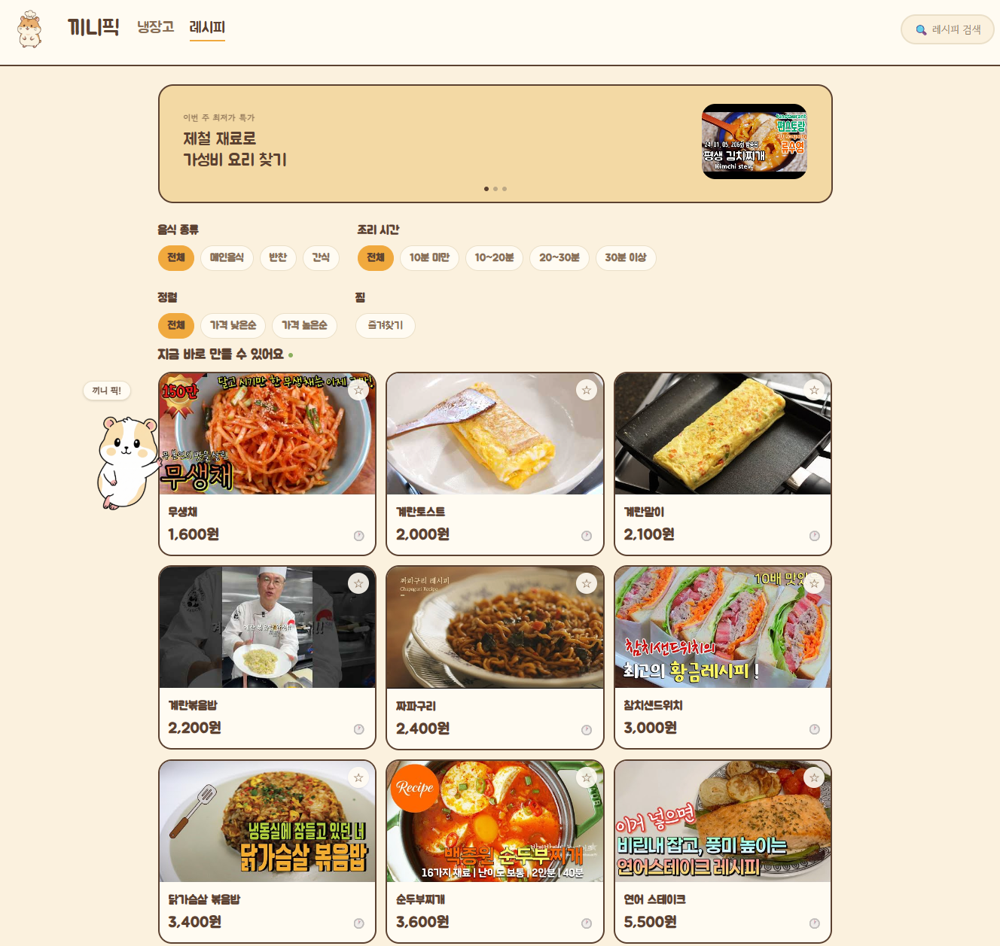 끼니픽 냉장고 레시피
레시피 검색
이번 주 최저가 특가
제철 재료로
가성비 요리 찾기
편스토랑
류수영
24. 01. 05. 206회
평생 김치찌개
Kimchi stew
음식 종류
조리 시간
전체 메인음식 반찬 간식
전체 10분 미만 10~20분 20~30분 30분 이상
정렬
찜
전체 가격 낮은순 가격 높은순
즐겨찾기
지금 바로 만들 수 있어요
끼니 픽!
150만
달고 시기만 한 무생채는 이제
무 본연의 맛을 살린
무생채
무생채
1,600원
계란토스트
2,000원
계란말이
2,100원
계란볶음밥
2,200원
짜파구리 레시피
Chapaguri Recipe
짜파구리
2,400원
10배 맛있
참치샌드위치의
최고의 황금레시피 !
참치샌드위치
3,000원
냉동실에 잠들고 있던 너
닭가슴살 볶음밥
닭가슴살 볶음밥
3,400원
Recipe
백종원 순두부찌개
16가지 재료 | 난이도 보통 | 2인분 | 40분
순두부찌개
3,600원
이거 넣으면
비린내 잡고, 풍미 높이는
연어스테이크 레시피
연어 스테이크
5,500원